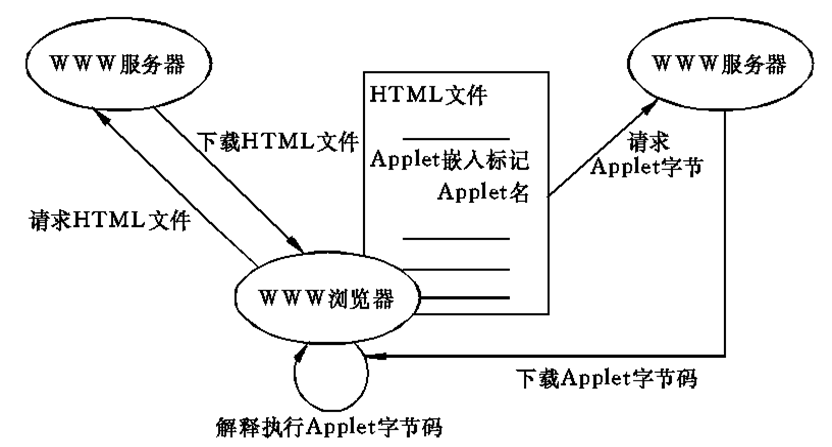 WWW服务器
WWW服务器
HTML文件
下载HTML文件
Applet嵌入标记
Applet名
请求
Applet字节
请求HTML文件
WWW浏览器
下载Applet字节码
解释执行Applet字节码